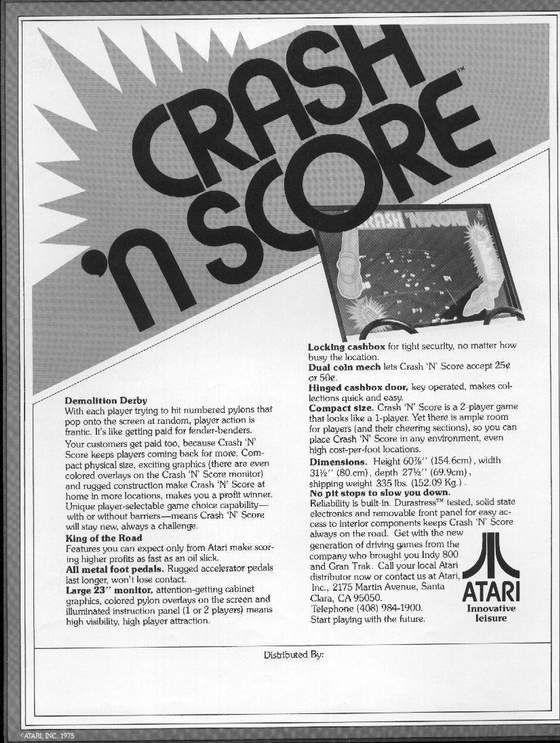 CRASH
'N SCORE™
CRASH 'N SCORE
Demolition Derby
With each player trying to hit numbered pylons that
pop onto the screen at random, player action is
frantic. It's like getting paid for fender-benders.
Your customers get paid too, because Crash 'N'
Score keeps players coming back for more. Com-
pact physical size, exciting graphics (there are even
colored overlays on the Crash 'N' Score monitor)
and rugged construction make Crash 'N' Score at
home in more locations, makes you a profit winner.
Unique player-selectable game choice capability—
with or without barriers—means Crash 'N' Score
will stay new, always a challenge.
King of the Road
Features you can expect only from Atari make scor-
ing higher profits as fast as an oil slick.
All metal foot pedals. Rugged accelerator pedals
last longer, won't lose contact.
Large 23'' monitor, attention-getting cabinet
graphics, colored pylon overlays on the screen and
illuminated instruction panel (1 or 2 players) means
high visibility, high player attraction.
Locking cashbox for tight security, no matter how
busy the location.
Dual coin mech lets Crash 'N' Score accept 25¢
or 50¢.
Hinged cashbox door, key operated, makes col-
lections quick and easy.
Compact size. Crash 'N' Score is a 2-player game
that looks like a 1-player. Yet there is ample room
for players (and their cheering sections), so you can
place Crash 'N' Score in any environment, even
high cost-per-foot locations.
Dimensions. Height 60⅞'' (154.6cm), width
31½'' (80.cm), depth 27½'' (69.9cm),
shipping weight 335 lbs. (152.09 Kg.).
No pit stops to slow you down.
Reliability is built-in. Durastress™ tested, solid state
electronics and removable front panel for easy ac-
cess to interior components keeps Crash 'N' Score
always on the road. Get with the new
generation of driving games from the
company who brought you Indy 800
and Gran Trak. Call your local Atari
distributor now or contact us at Atari,
Inc., 2175 Martin Avenue, Santa
Clara, CA 95050.
Telephone (408) 984-1900.
Start playing with the future.
ATARI
Innovative
leisure
Distributed By:
©ATARI, INC. 1975